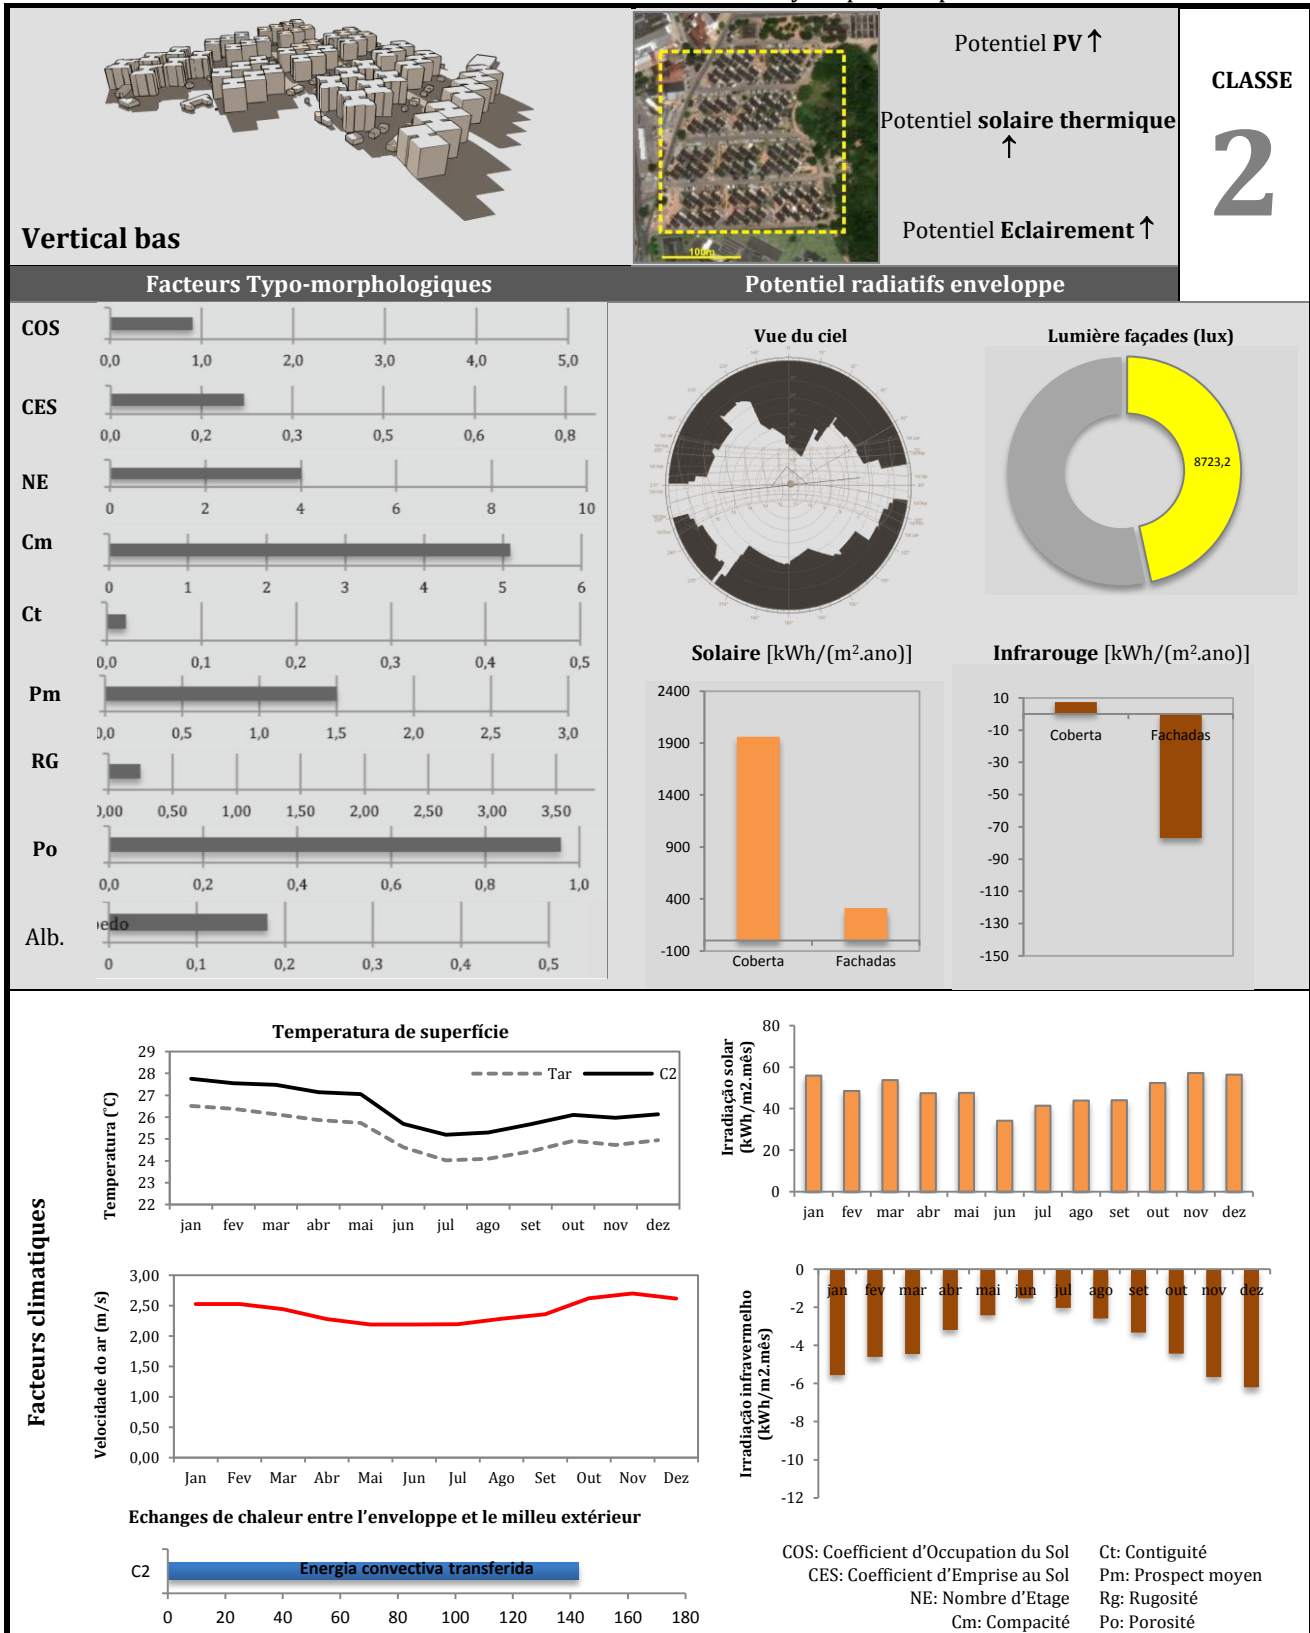 Potentiel PV ↑
CLASSE
Potentiel solaire thermique
↑
2
Potentiel Eclairement ↑
Vertical bas
100m
Facteurs Typo-morphologiques
Potentiel radiatifs enveloppe
COS
0,0 1,0 2,0 3,0 4,0 5,0
CES
0,0 0,2 0,3 0,5 0,6 0,8
NE
0 2 4 6 8 10
Cm
0 1 2 3 4 5 6
Ct
0,0 0,1 0,2 0,3 0,4 0,5
Pm
0,0 0,5 1,0 1,5 2,0 2,5 3,0
RG
0,00 0,50 1,00 1,50 2,00 2,50 3,00 3,50
Po
0,0 0,2 0,4 0,6 0,8 1,0
Alb.
bedo
0 0,1 0,2 0,3 0,4 0,5
Vue du ciel
Lumière façades (lux)
8723,2
Solaire [kWh/(m².ano)]
2400
1900
1400
900
400
-100
Coberta Fachadas
Infrarouge [kWh/(m².ano)]
10
-10
-30
-50
-70
-90
-110
-130
-150
Coberta Fachadas
Facteurs climatiques
Temperatura de superfície
Temperatura (°C)
29
28
27
26
25
24
23
22
Tar C2
jan fev mar abr mai jun jul ago set out nov dez
Irradiação solar
(kWh/m2.mês)
80
60
40
20
0
jan fev mar abr mai jun jul ago set out nov dez
Velocidade do ar (m/s)
3,00
2,50
2,00
1,50
1,00
0,50
0,00
Jan Fev Mar Abr Mai Jun Jul Ago Set Out Nov Dez
Irradiação infravermelho
(kWh/m2.mês)
0
-2
-4
-6
-8
-10
-12
jan fev mar abr mai jun jul ago set out nov dez
Echanges de chaleur entre l'enveloppe et le milleu extérieur
C2
Energia convectiva transferida
0 20 40 60 80 100 120 140 160 180
COS: Coefficient d'Occupation du Sol Ct: Contiguité
CES: Coefficient d'Emprise au Sol Pm: Prospect moyen
NE: Nombre d'Etage Rg: Rugosité
Cm: Compacité Po: Porosité